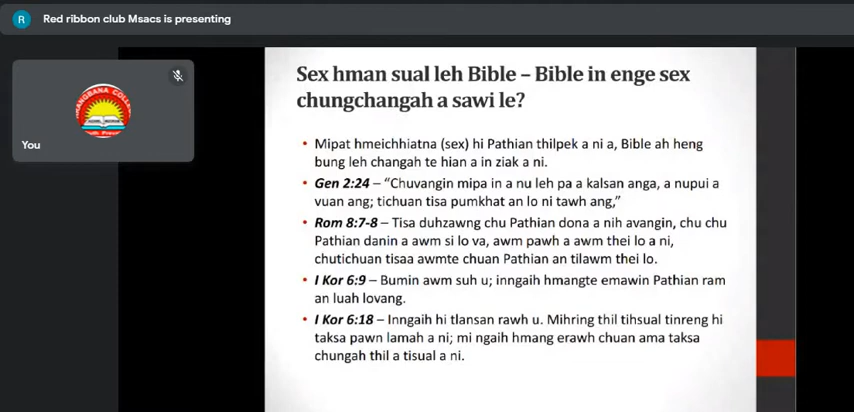 R Red ribbon club Msacs is presenting
You
Sex hman sual leh Bible – Bible in enge sex
chungchangah a sawi le?
• Mipat hmeichhiatna (sex) hi Pathian thilpek a ni a, Bible ah heng
bung leh changah te hian a in ziak a ni.
• Gen 2:24 – “Chuvangin mipa in a nu leh pa a kalsan anga, a nupui a
vuan ang; tichuan tisa pumkhat an lo ni tawh ang,”
• Rom 8:7-8 – Tisa duhzawng chu Pathian dona a nih avangin, chu chu
Pathian danin a awm si lo va, awm pawh a awm thei lo a ni,
chutichuan tisaa awmte chuan Pathian an tilawm thei lo.
• I Kor 6:9 – Bumin awm suh u; inngaih hmangte emawin Pathian ram
an luah lovang.
• I Kor 6:18 – Inngaih hi tlansan rawh u. Mihring thil tihsual tinreng hi
taksa pawn lamah a ni; mi ngaih hmang erawh chuan ama taksa
chungah thil a tisual a ni.